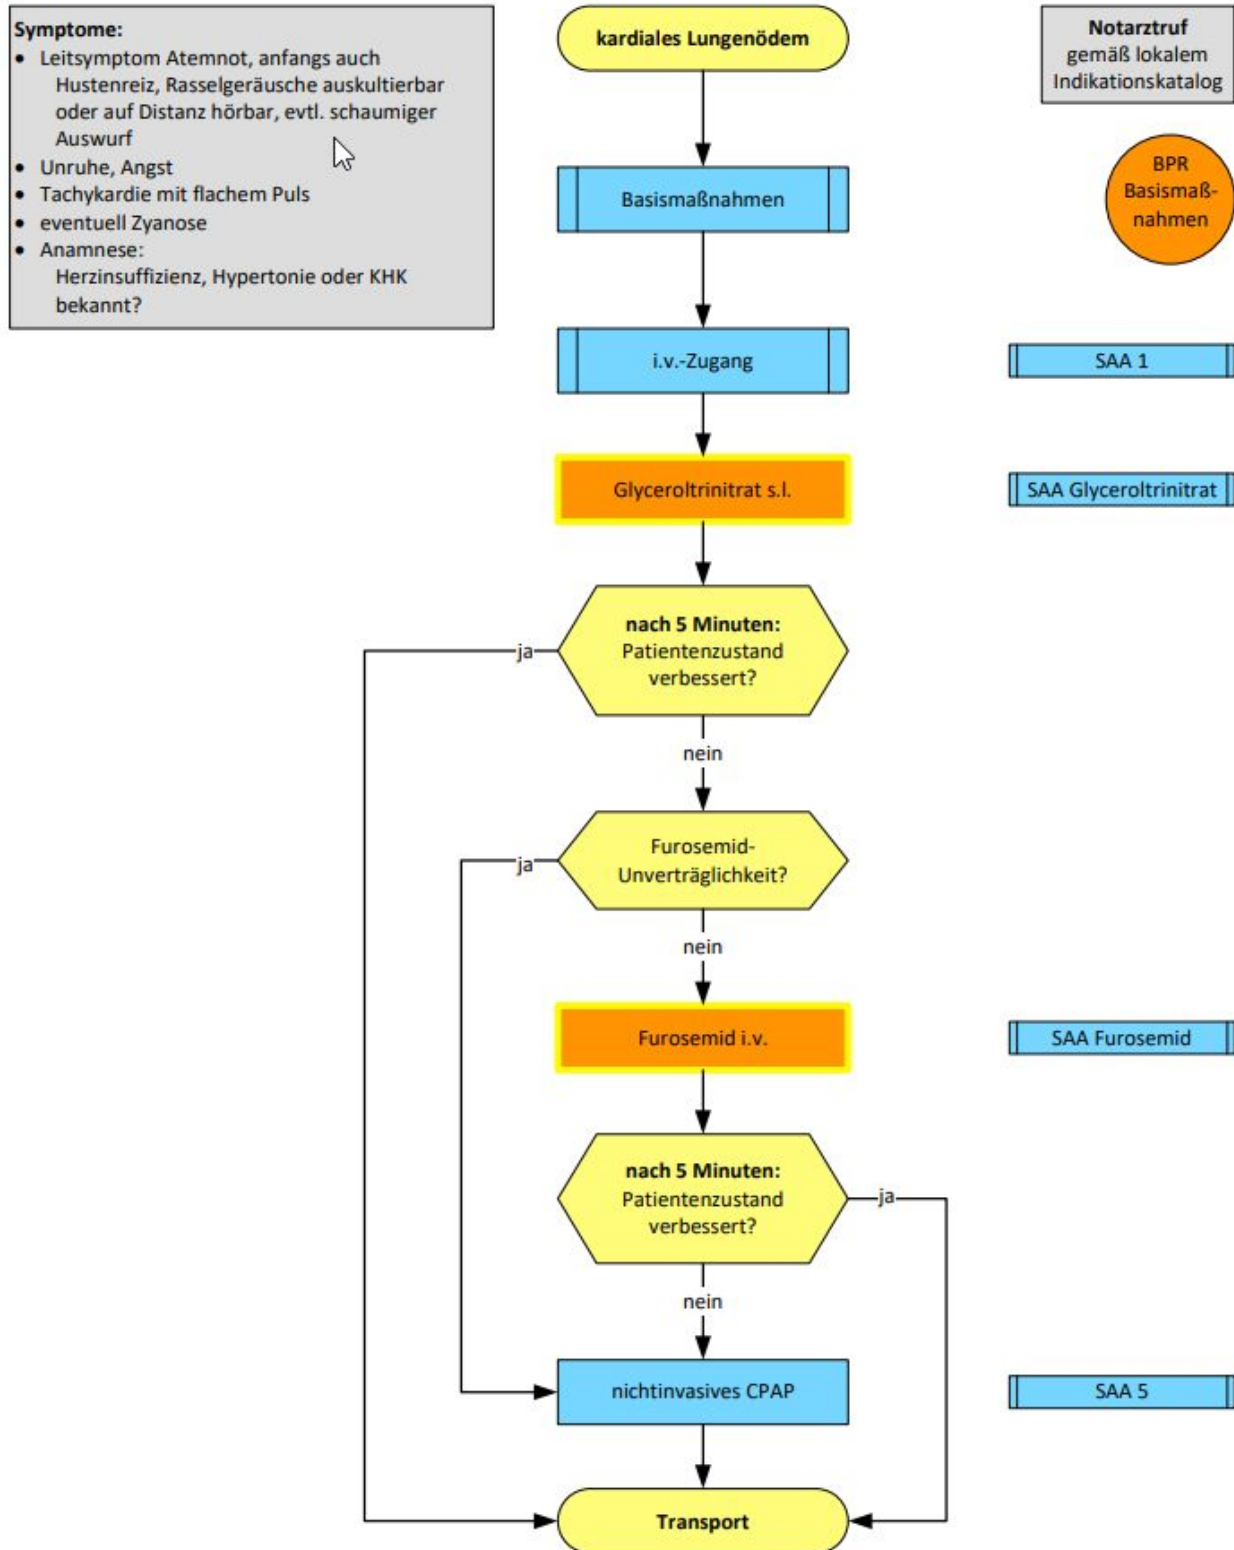 Symptome:
• Leitsymptom Atemnot, anfangs auch
Hustenreiz, Rasselgeräusche auskultierbar
oder auf Distanz hörbar, evtl. schaumiger
Auswurf
• Unruhe, Angst
• Tachykardie mit flachem Puls
• eventuell Zyanose
• Anamnese:
Herzinsuffizienz, Hypertonie oder KHK
bekannt?
kardiales Lungenödem
Notarztruf
gemäß lokalem
Indikationskatalog
BPR
Basismaß-
nahmen
Basismaßnahmen
i.v.-Zugang
SAA 1
Glyceroltrinitrat s.l.
SAA Glyceroltrinitrat
nach 5 Minuten:
Patientenzustand
verbessert?
ja
nein
Furosemid-
Unverträglichkeit?
ja
nein
Furosemid i.v.
SAA Furosemid
nach 5 Minuten:
Patientenzustand
verbessert?
ja
nein
nichtinvasives CPAP
SAA 5
Transport